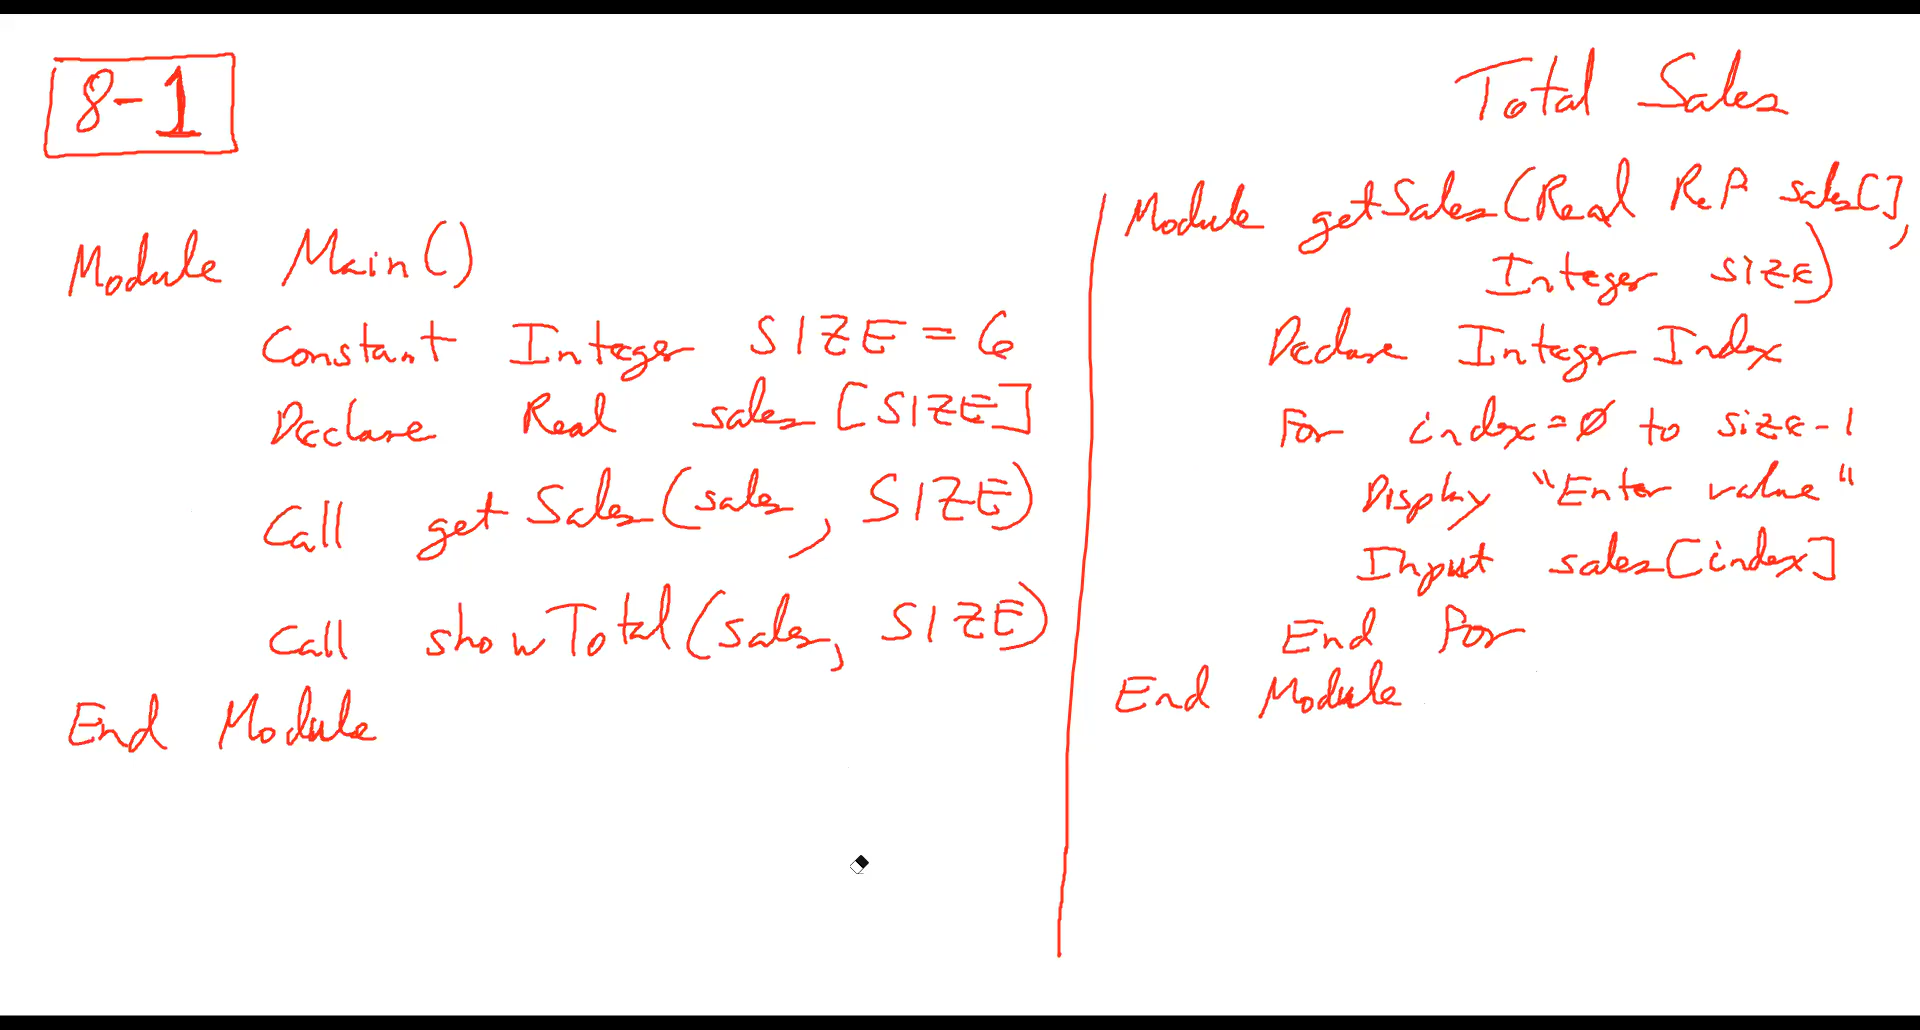 8-1
Total Sales
Module Main()
Constant Integer SIZE = 6
Declare Real sales [SIZE]
Call getSales(sales, SIZE)
Call showTotal(sales, SIZE)
End Module
Module getSales(Real Ref sales[],
Integer SIZE)
Declare Integer Index
For index=0 to size-1
Display "Enter value"
Input sales[index]
End For
End Module